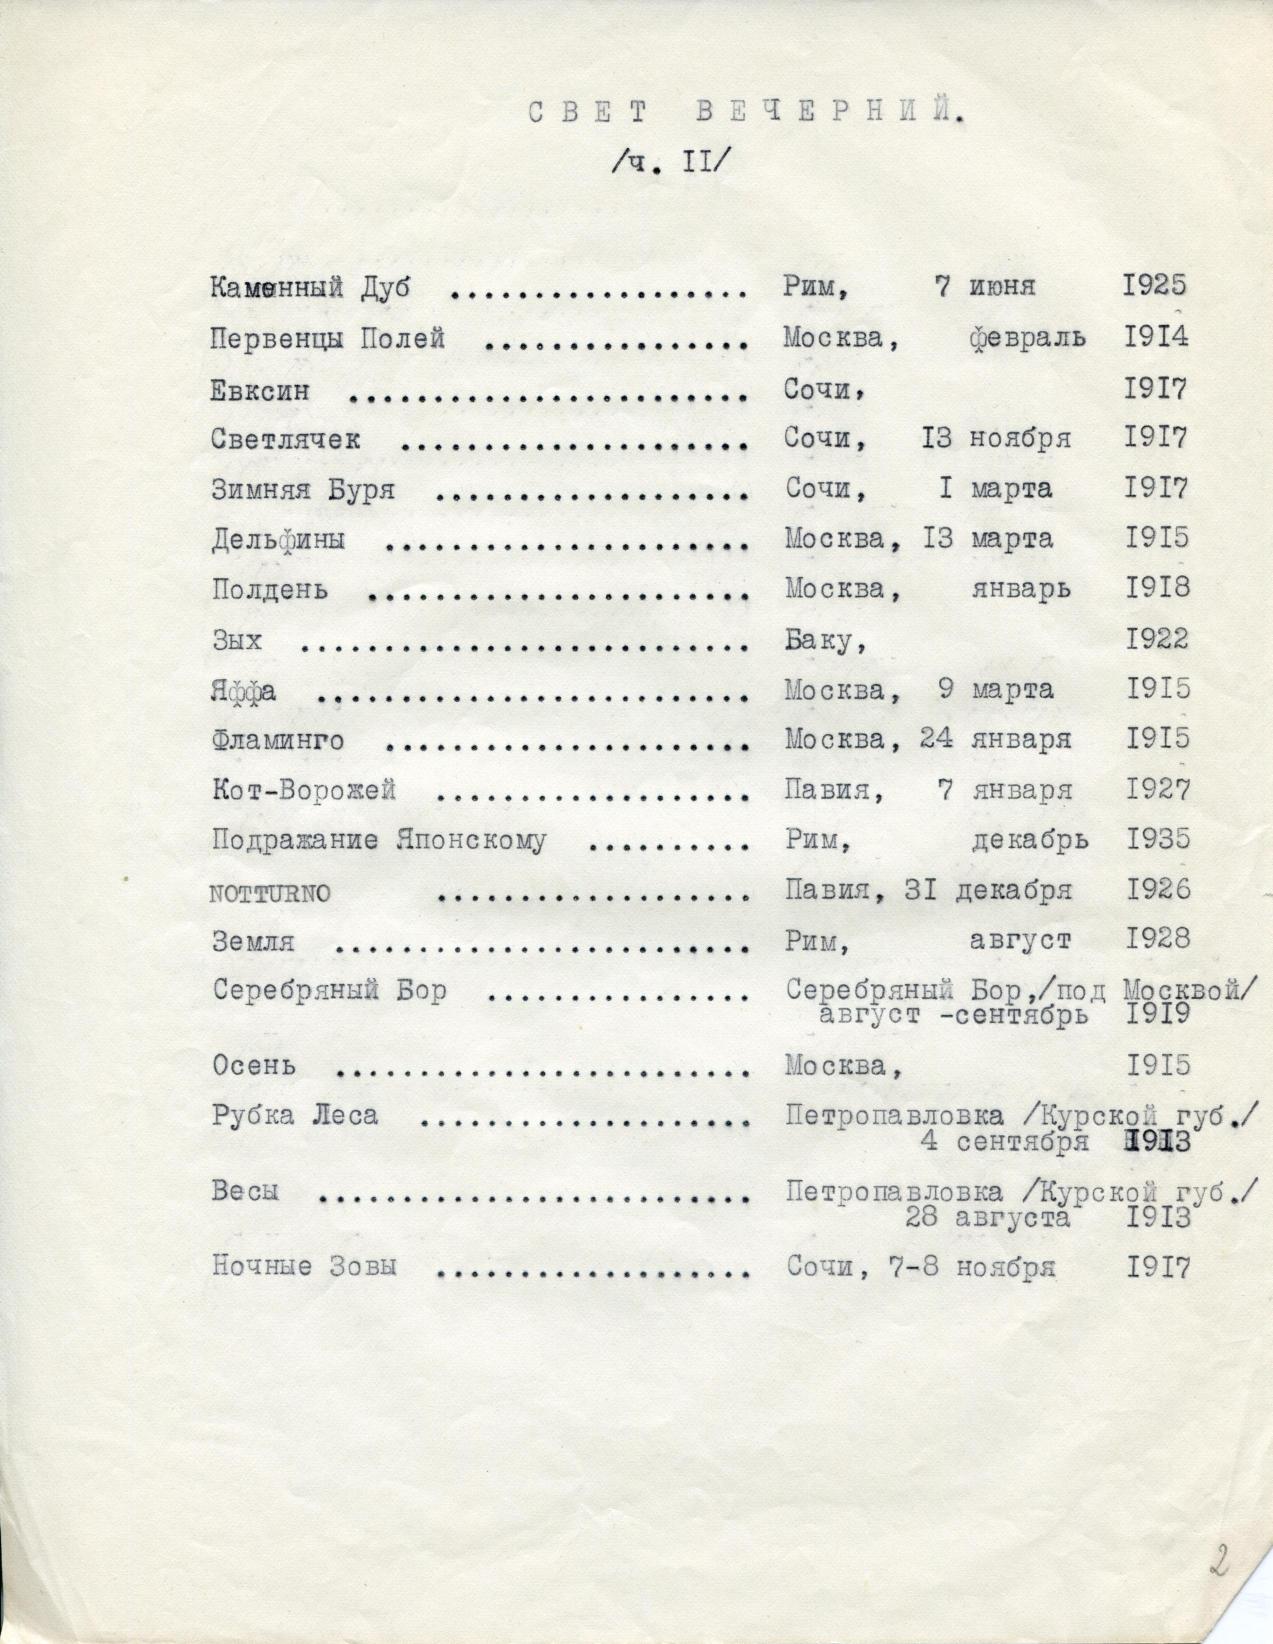 СВЕТ ВЕЧЕРНИЙ.
/ч. II/
Каменный Дуб .................. Рим, 7 июня 1925
Первенцы Полей ................ Москва, февраль 1914
Евксин ........................ Сочи, 1917
Светлячек ..................... Сочи, I3 ноября 1917
Зимняя Буря ................... Сочи, I марта 1917
Дельфины ...................... Москва, I3 марта 1915
Полдень ....................... Москва, январь 1918
Зых ........................... Баку, 1922
Яффа .......................... Москва, 9 марта 1915
Фламинго ...................... Москва, 24 января 1915
Кот-Ворожей ................... Павия, 7 января 1927
Подражание Японскому .......... Рим, декабрь 1935
NOTTURNO ................... Павия, 3I декабря 1926
Земля ......................... Рим, август 1928
Серебряный Бор ................ Серебряный Бор,/под Москвой/
август -сентябрь 1919
Осень ......................... Москва, 1915
Рубка Леса .................... Петропавловка /Курской губ./
4 сентября 1913
Весы .......................... Петропавловка /Курской губ./
28 августа 1913
Ночные Зовы ................... Сочи, 7-8 ноября 1917
2